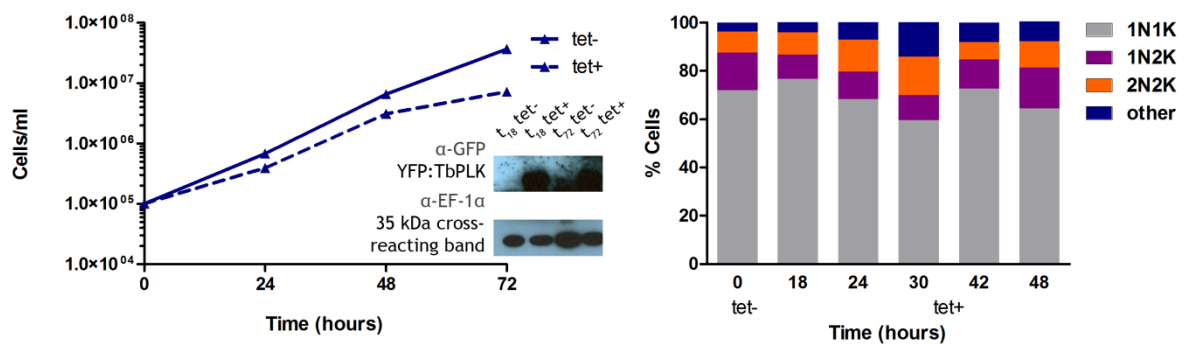 1.0×10⁰⁸
1.0×10⁰⁷
1.0×10⁰⁶
1.0×10⁰⁵
1.0×10⁰⁴
Cells/ml
0 24 48 72
Time (hours)
tet-
tet+
t₁₈ tet- t₁₈ tet+ t₇₂ tet- t₇₂ tet+
α-GFP
YFP:TbPLK
α-EF-1α
35 kDa cross-
reacting band
100
80
60
40
20
0
% Cells
0 18 24 30 42 48
tet- tet+
Time (hours)
1N1K
1N2K
2N2K
other